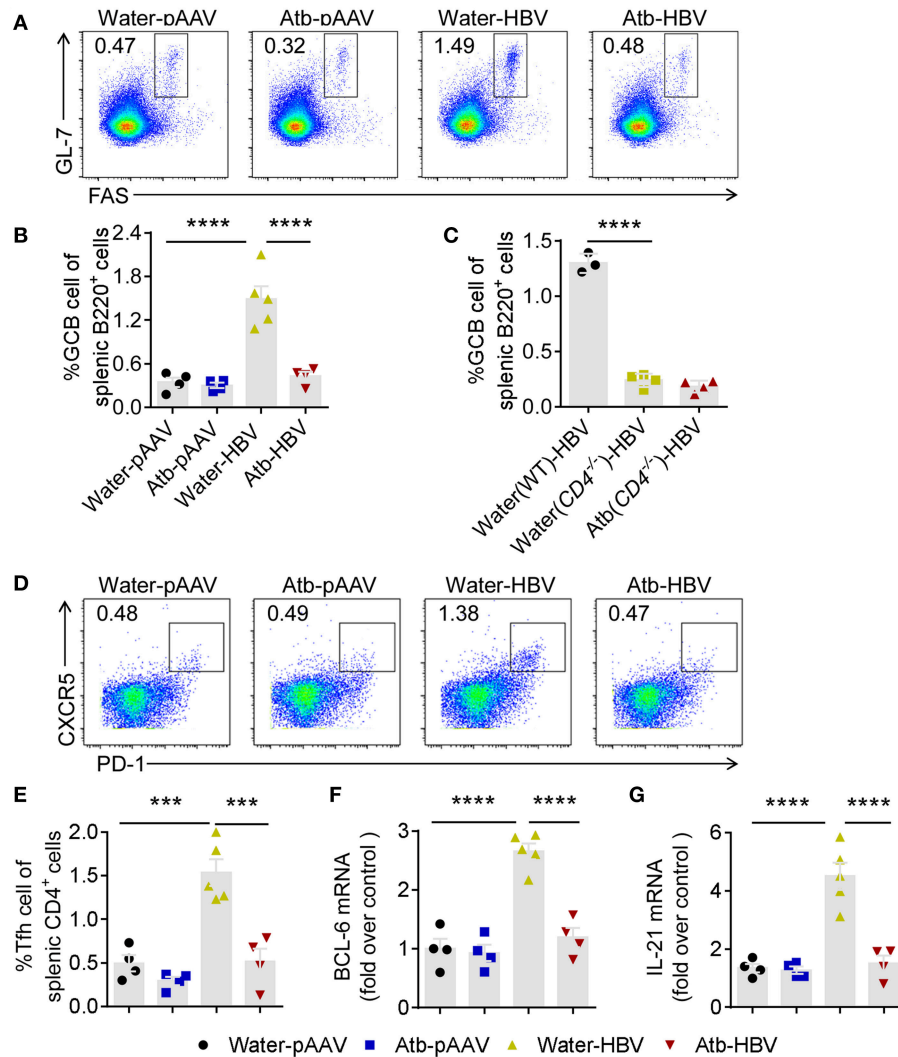 A
Water-pAAV Atb-pAAV Water-HBV Atb-HBV
0.47 0.32 1.49 0.48
GL-7
FAS
B
%GCB cell of
splenic B220+ cells
2.4
1.8
1.2
0.6
0.0
**** ****
Water-pAAV
Atb-pAAV
Water-HBV
Atb-HBV
C
%GCB cell of
splenic B220+ cells
1.5
1.0
0.5
0.0
****
Water(WT)-HBV
Water(CD4-/-)-HBV
Atb(CD4-/-)-HBV
D
Water-pAAV Atb-pAAV Water-HBV Atb-HBV
0.48 0.49 1.38 0.47
CXCR5
PD-1
E
%Tfh cell of
splenic CD4+ cells
2.0
1.5
1.0
0.5
0.0
*** ***
F
BCL-6 mRNA
(fold over control )
3
2
1
0
**** ****
G
IL-21 mRNA
(fold over control )
6
4
2
0
**** ****
Water-pAAV Atb-pAAV Water-HBV Atb-HBV